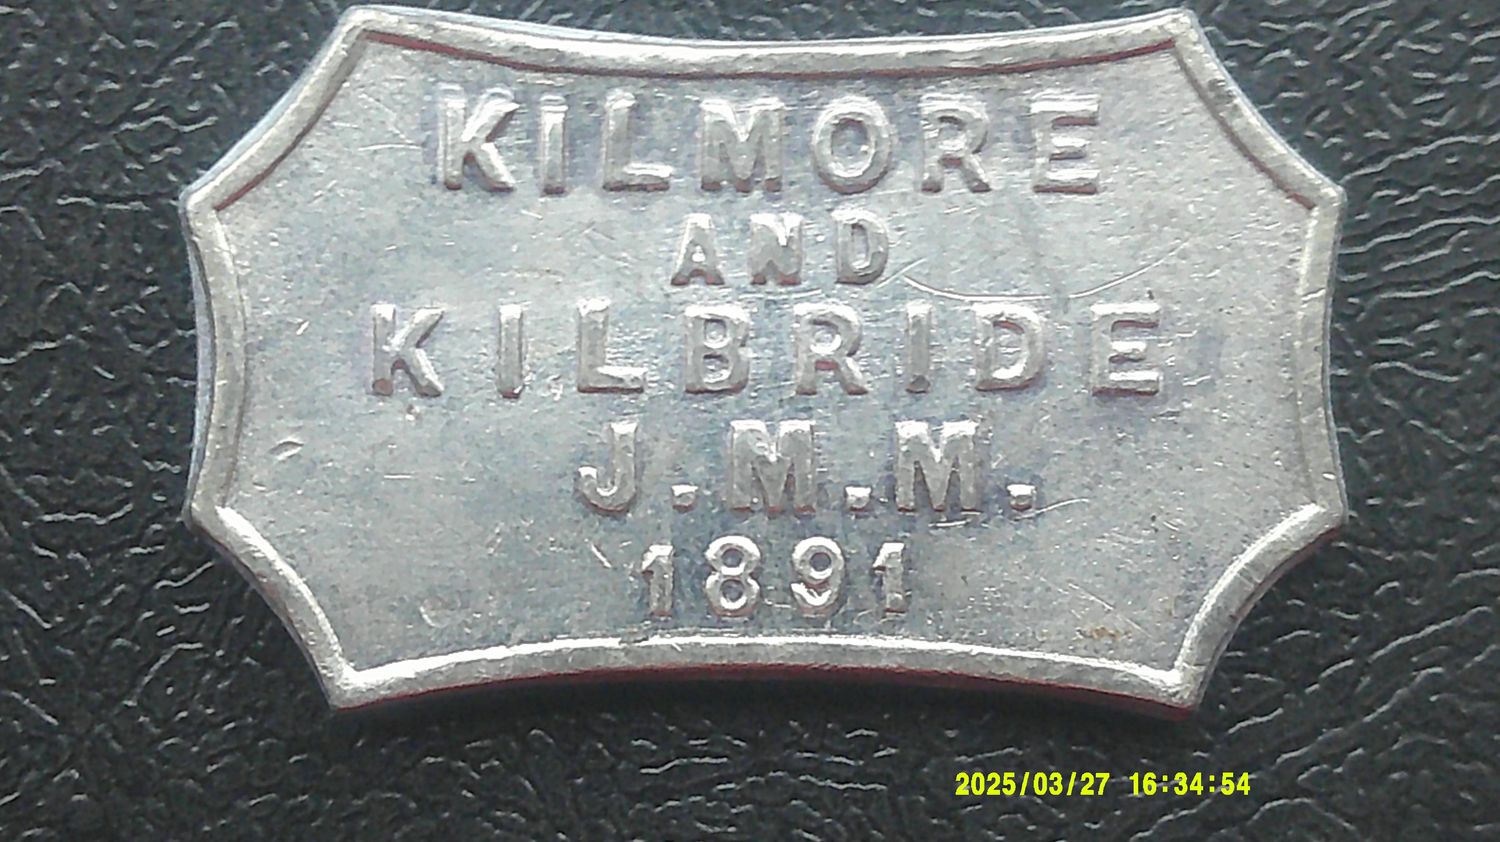 KILMORE
AND
KILBRIDE
J.M.M.
1891
2025/03/27 16:34:54